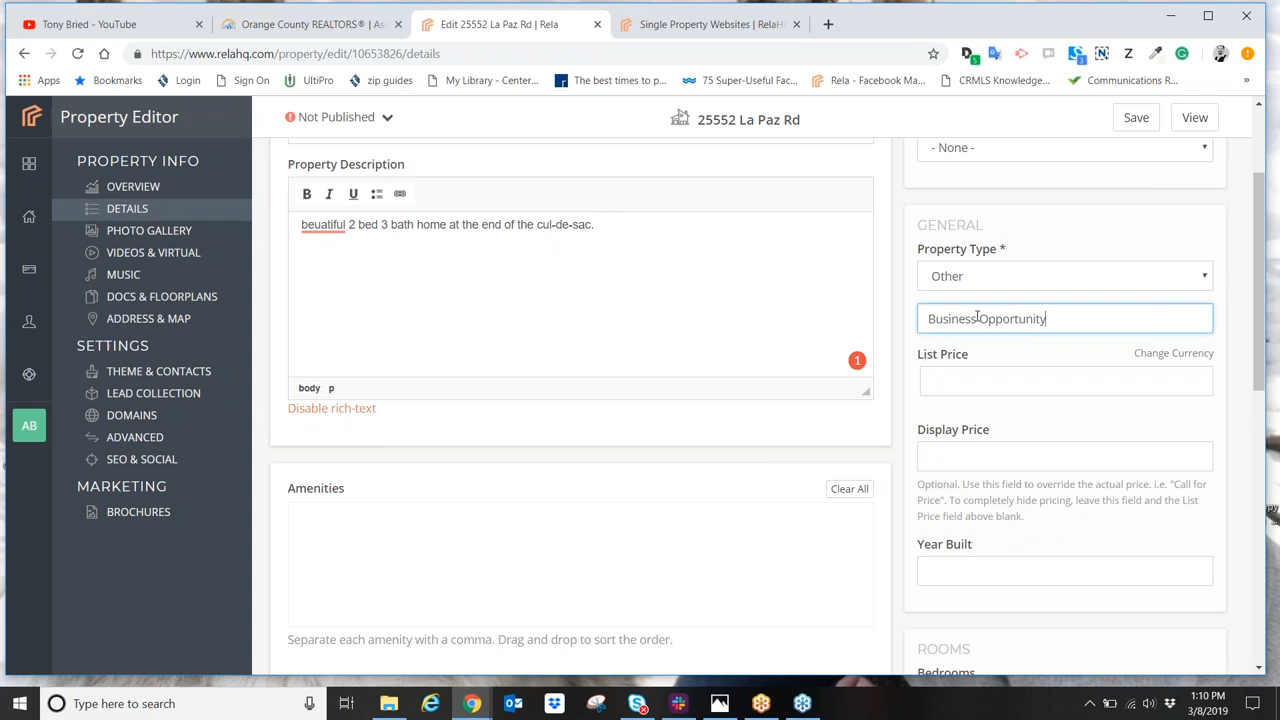 Tony Bried - YouTube
Orange County REALTORS® | Ass
Edit 25552 La Paz Rd | Rela
Single Property Websites | RelaH
https://www.relahq.com/property/edit/10653826/details
Apps
Bookmarks
Login
Sign On
UltiPro
zip guides
My Library - Center...
The best times to p...
75 Super-Useful Fac...
Rela - Facebook Ma...
CRMLS Knowledge...
Communications R...
»
Property Editor
Not Published
25552 La Paz Rd
Save
View
PROPERTY INFO
OVERVIEW
DETAILS
PHOTO GALLERY
VIDEOS & VIRTUAL
MUSIC
DOCS & FLOORPLANS
ADDRESS & MAP
SETTINGS
THEME & CONTACTS
LEAD COLLECTION
DOMAINS
ADVANCED
SEO & SOCIAL
MARKETING
BROCHURES
AB
Property Description
B I U
beuatiful 2 bed 3 bath home at the end of the cul-de-sac.
1
body p
Disable rich-text
Amenities
Clear All
Separate each amenity with a comma. Drag and drop to sort the order.
- None -
GENERAL
Property Type *
Other
Business Opportunity
List Price
Change Currency
Display Price
Optional. Use this field to override the actual price. i.e. "Call for
Price". To completely hide pricing, leave this field and the List
Price field above blank.
Year Built
ROOMS
Bedrooms
Type here to search
1:10 PM
3/8/2019